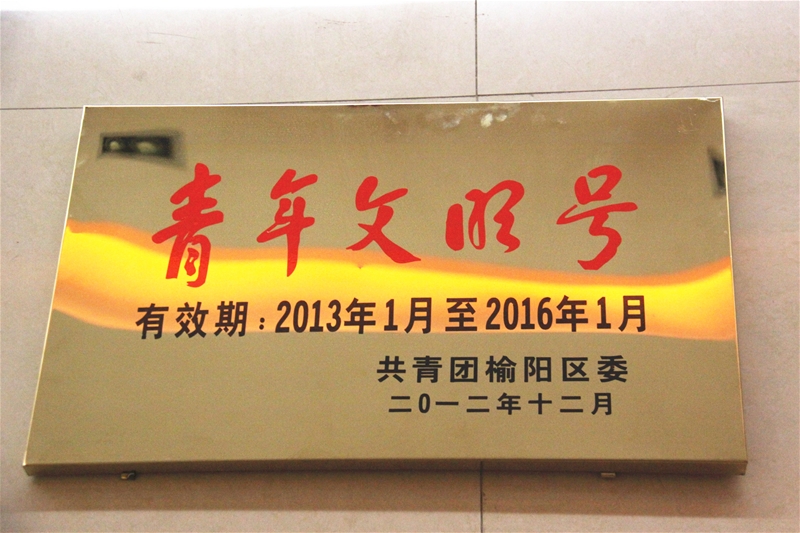 青年文明号
有效期：2013年1月至2016年1月
共青团榆阳区委
二0一二年十二月